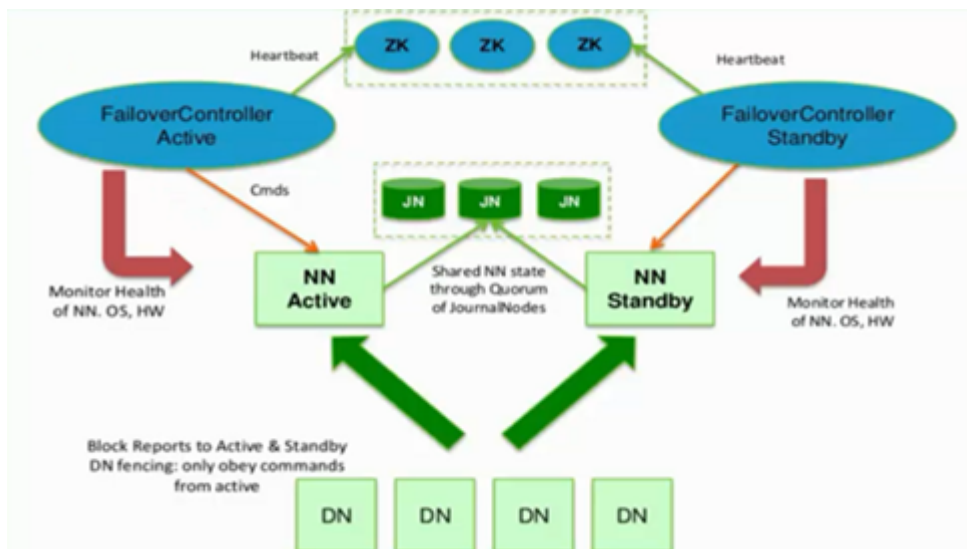 ZK
ZK
ZK
Heartbeat
Heartbeat
FailoverController
Active
FailoverController
Standby
Cmds
JN
JN
JN
NN
Active
Shared NN state
through Quorum
of JournalNodes
NN
Standby
Monitor Health
of NN. OS, HW
Monitor Health
of NN. OS, HW
Block Reports to Active & Standby
DN fencing: only obey commands
from active
DN
DN
DN
DN